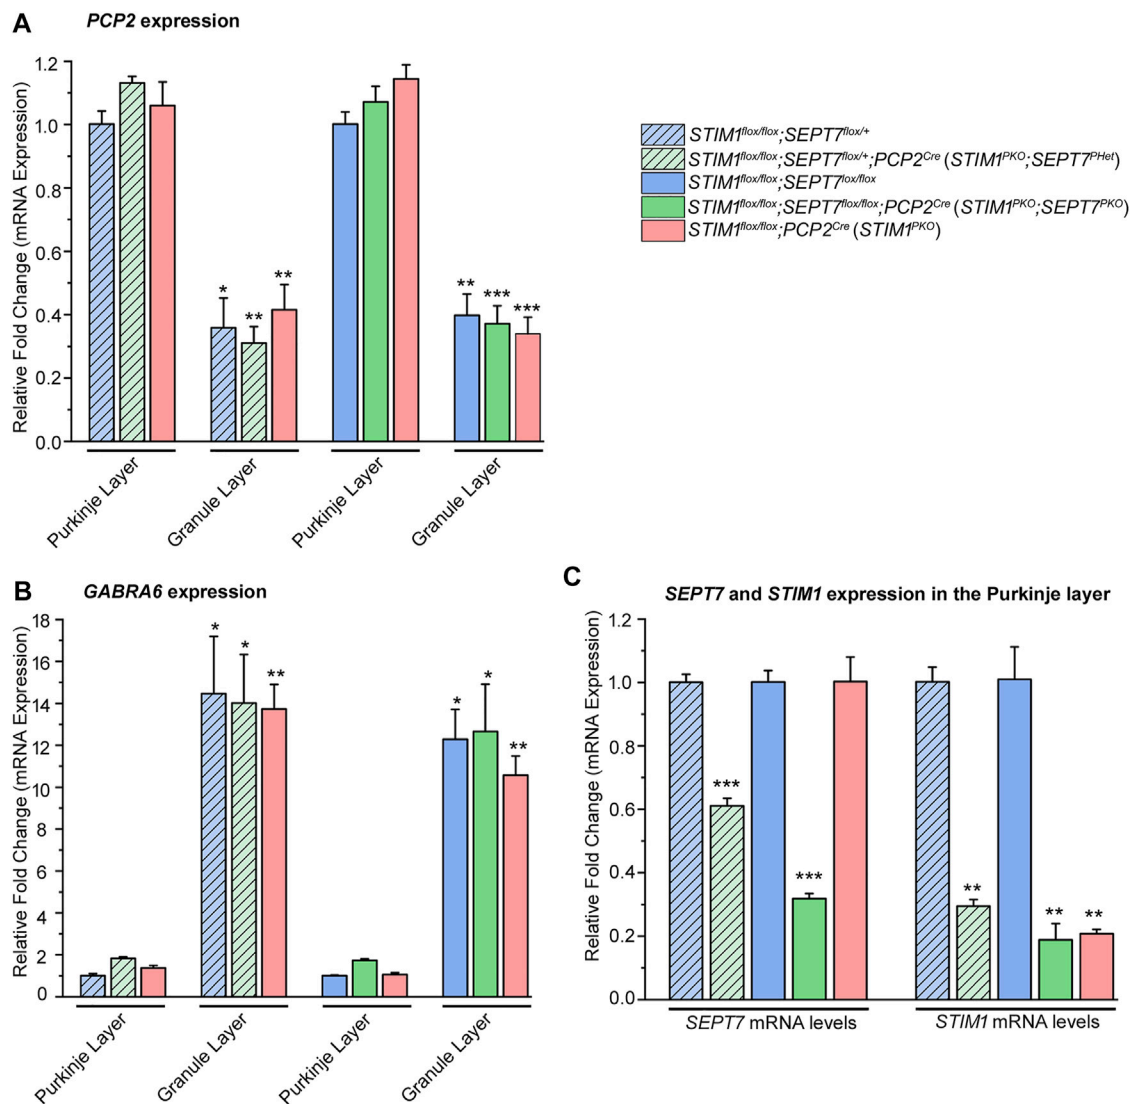 A
PCP2 expression
Relative Fold Change (mRNA Expression)
1.2
1.0
0.8
0.6
0.4
0.2
0.0
*
**
**
**
***
***
Purkinje Layer
Granule Layer
Purkinje Layer
Granule Layer
STIM1flox/flox;SEPT7flox/+
STIM1flox/flox;SEPT7flox/+;PCP2Cre (STIM1PKO;SEPT7PHet)
STIM1flox/flox;SEPT7lox/flox
STIM1flox/flox;SEPT7flox/flox;PCP2Cre (STIM1PKO;SEPT7PKO)
STIM1flox/flox;PCP2Cre (STIM1PKO)
B
GABRA6 expression
Relative Fold Change (mRNA Expression)
18
16
14
12
10
8
6
4
2
0
*
*
**
*
*
**
Purkinje Layer
Granule Layer
Purkinje Layer
Granule Layer
C
SEPT7 and STIM1 expression in the Purkinje layer
Relative Fold Change (mRNA Expression)
1.2
1.0
0.8
0.6
0.4
0.2
0.0
***
***
**
**
**
SEPT7 mRNA levels
STIM1 mRNA levels